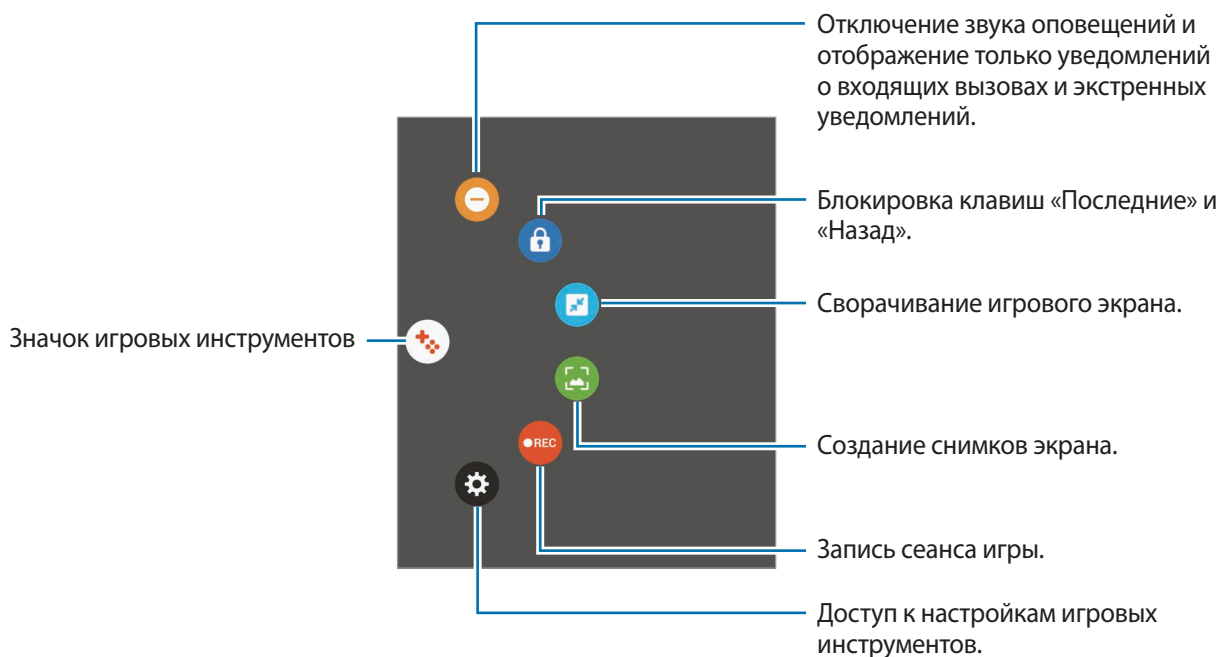 Отключение звука оповещений и
отображение только уведомлений
о входящих вызовах и экстренных
уведомлений.
Блокировка клавиш «Последние» и
«Назад».
Сворачивание игрового экрана.
Значок игровых инструментов
Создание снимков экрана.
REC
Запись сеанса игры.
Доступ к настройкам игровых
инструментов.